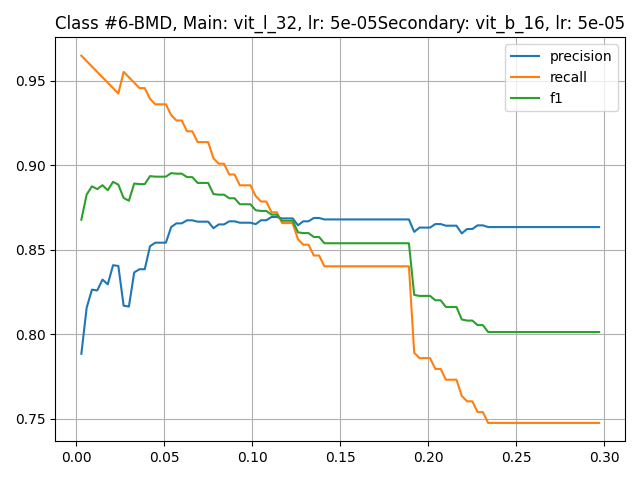 Class #6-BMD, Main: vit_l_32, lr: 5e-05Secondary: vit_b_16, lr: 5e-05
precision
recall
f1
0.95
0.90
0.85
0.80
0.75
0.00 0.05 0.10 0.15 0.20 0.25 0.30